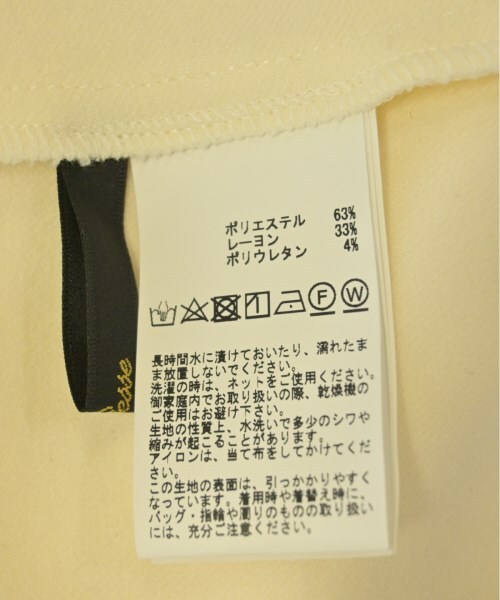 ポリエステル 63%
レーヨン 33%
ポリウレタン 4%
F W
長時間水に漬けておいたり、濡れたま
ま放置しないでください。
洗濯の時は、ネットをご使用ください。
御家庭内でお取り扱いの際、乾燥機の
ご使用はお避け下さい。
生地の性質上、水洗いで多少のシワや
縮みが起こることがあります。
アイロンは、当て布をしてかけてくだ
さい。
この生地の表面は、引っかかりやすく
なっています。着用時や着替え時に、
バッグ・指輪や周りのものの取り扱い
には、充分ご注意ください。